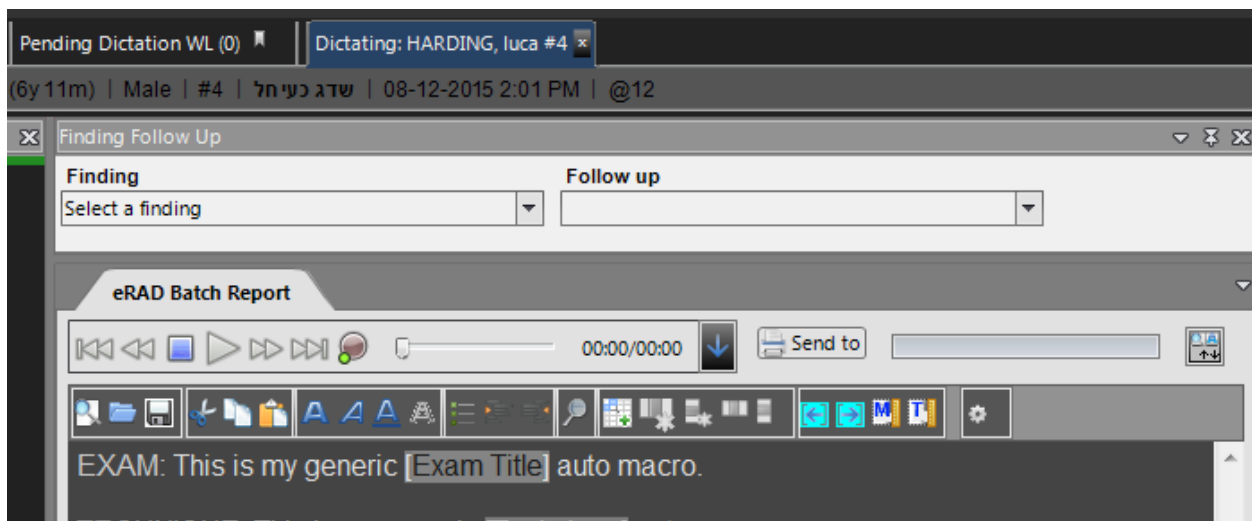 Pending Dictation WL (0) Dictating: HARDING, luca #4
(6y 11m) | Male | #4 | שדג כעי חל | 08-12-2015 2:01 PM | @12
Finding Follow Up
Finding Follow up
Select a finding
eRAD Batch Report
00:00/00:00 Send to
EXAM: This is my generic [Exam Title] auto macro.